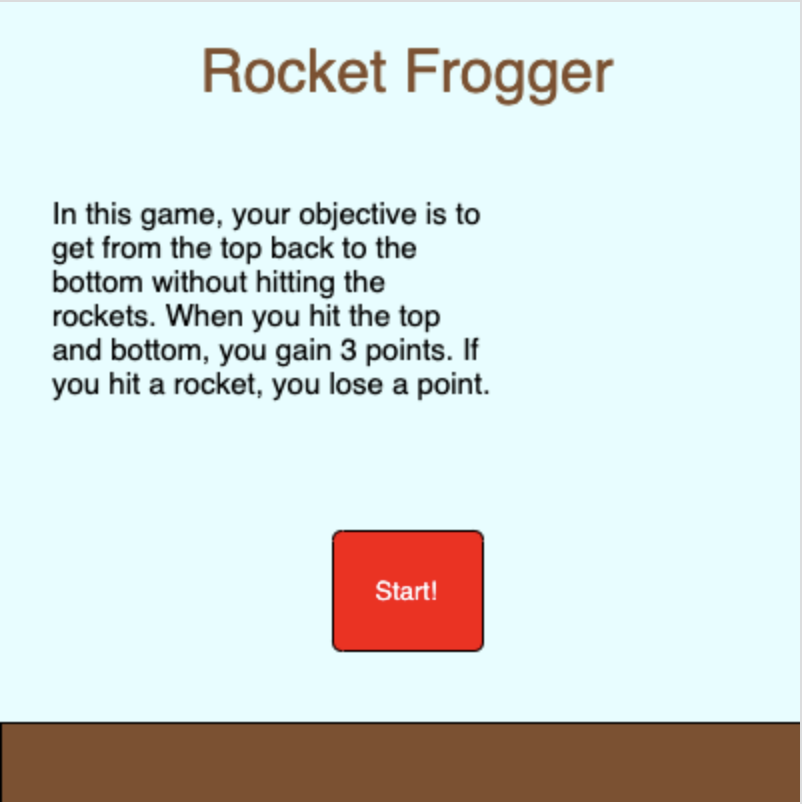 Rocket Frogger
In this game, your objective is to
get from the top back to the
bottom without hitting the
rockets. When you hit the top
and bottom, you gain 3 points. If
you hit a rocket, you lose a point.
Start!